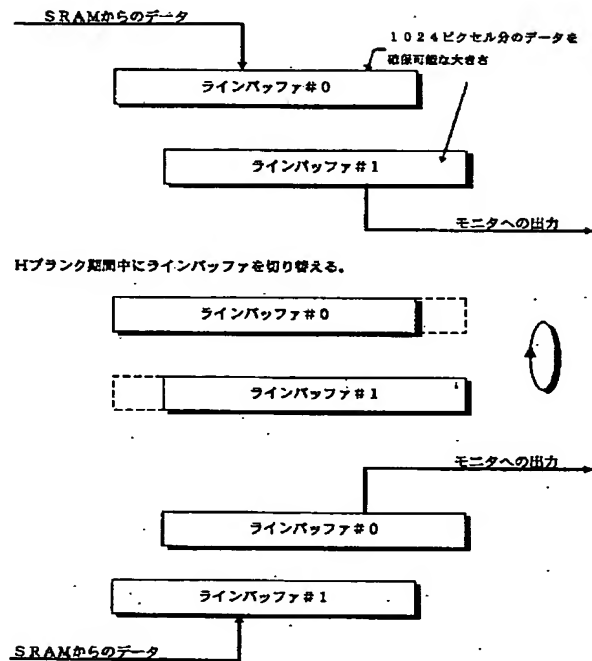 SRAMからのデータ
1024ピクセル分のデータを
確保可能な大きさ
ラインバッファ#0
ラインバッファ#1
モニタへの出力
Hブランク期間中にラインバッファを切り替える。
ラインバッファ#0
ラインバッファ#1
モニタへの出力
ラインバッファ#0
ラインバッファ#1
SRAMからのデータ